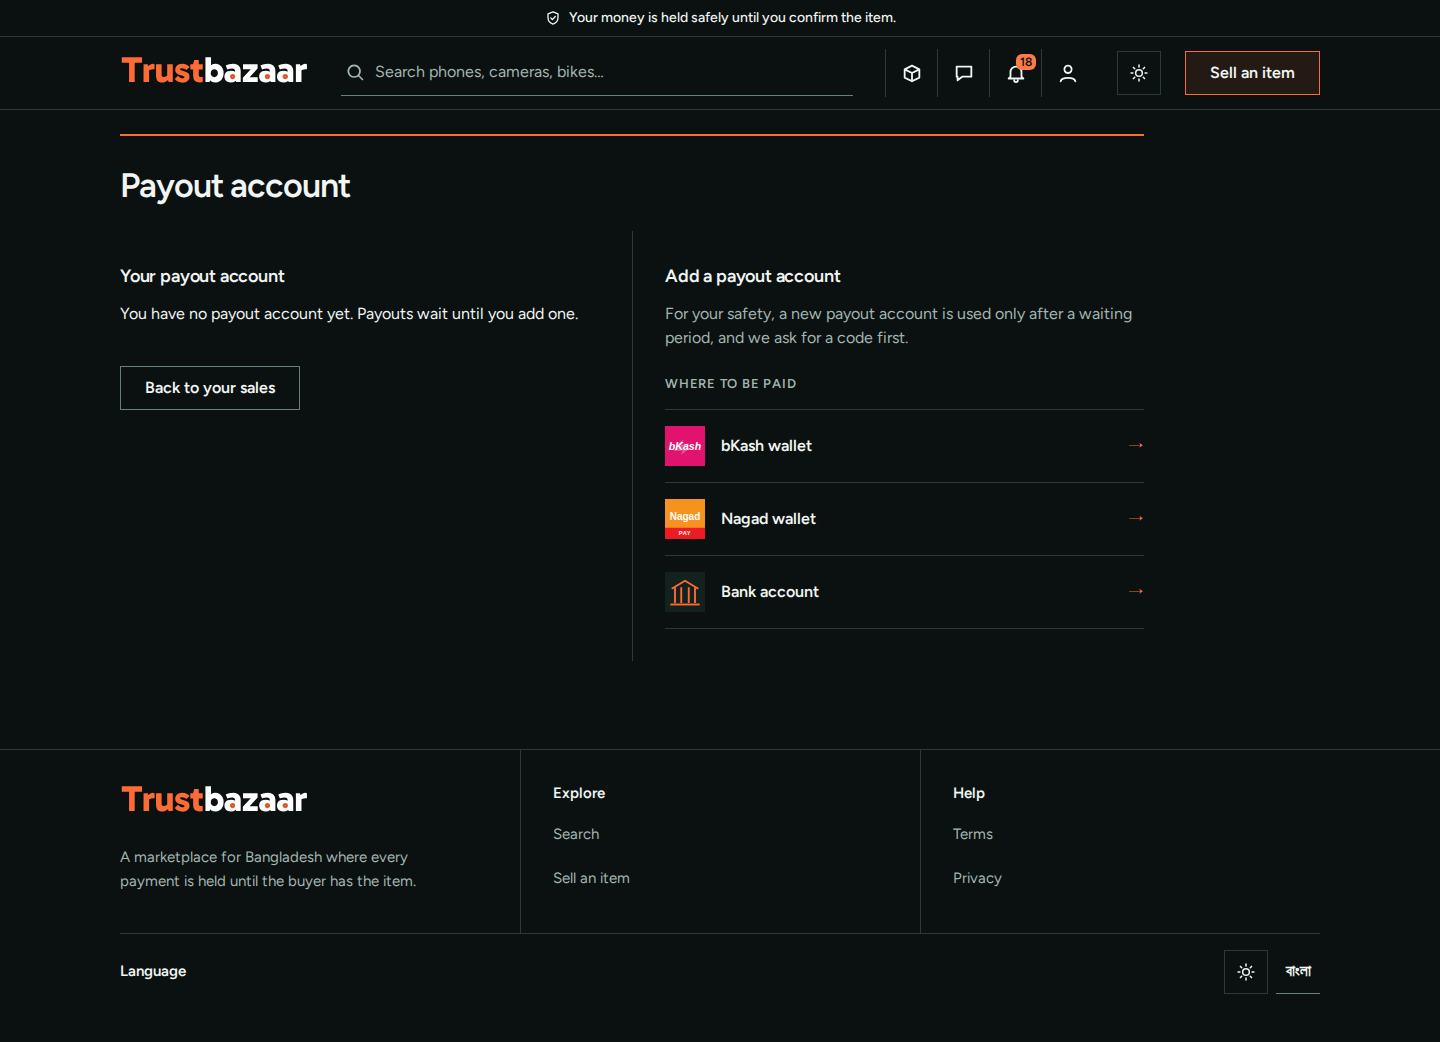 Your money is held safely until you confirm the item.
Trustbazaar
Search phones, cameras, bikes...
18
Sell an item
Payout account
Your payout account
You have no payout account yet. Payouts wait until you add one.
Back to your sales
Add a payout account
For your safety, a new payout account is used only after a waiting
period, and we ask for a code first.
WHERE TO BE PAID
bKash
bKash wallet
→
Nagad
PAY
Nagad wallet
→
Bank account
→
Trustbazaar
A marketplace for Bangladesh where every
payment is held until the buyer has the item.
Explore
Search
Sell an item
Help
Terms
Privacy
Language
বাংলা